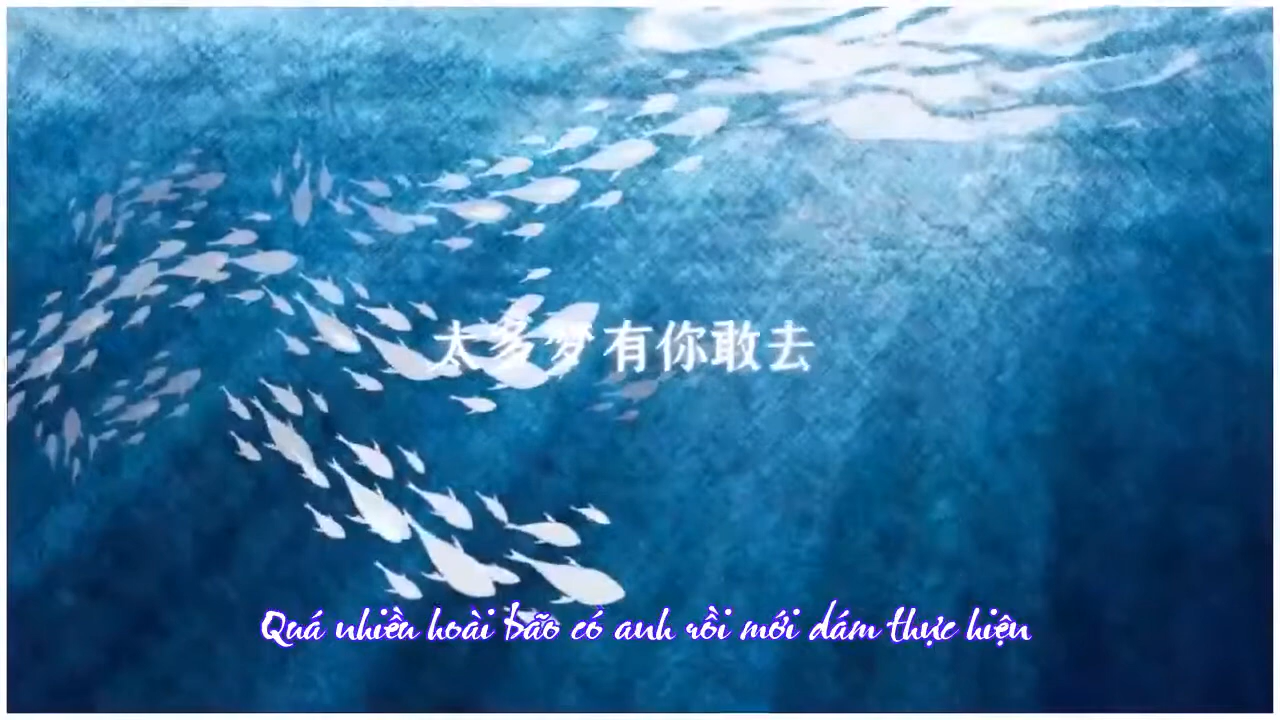 太多梦有你敢去
Quá nhiều hoài bão có anh rồi mới dám thực hiện